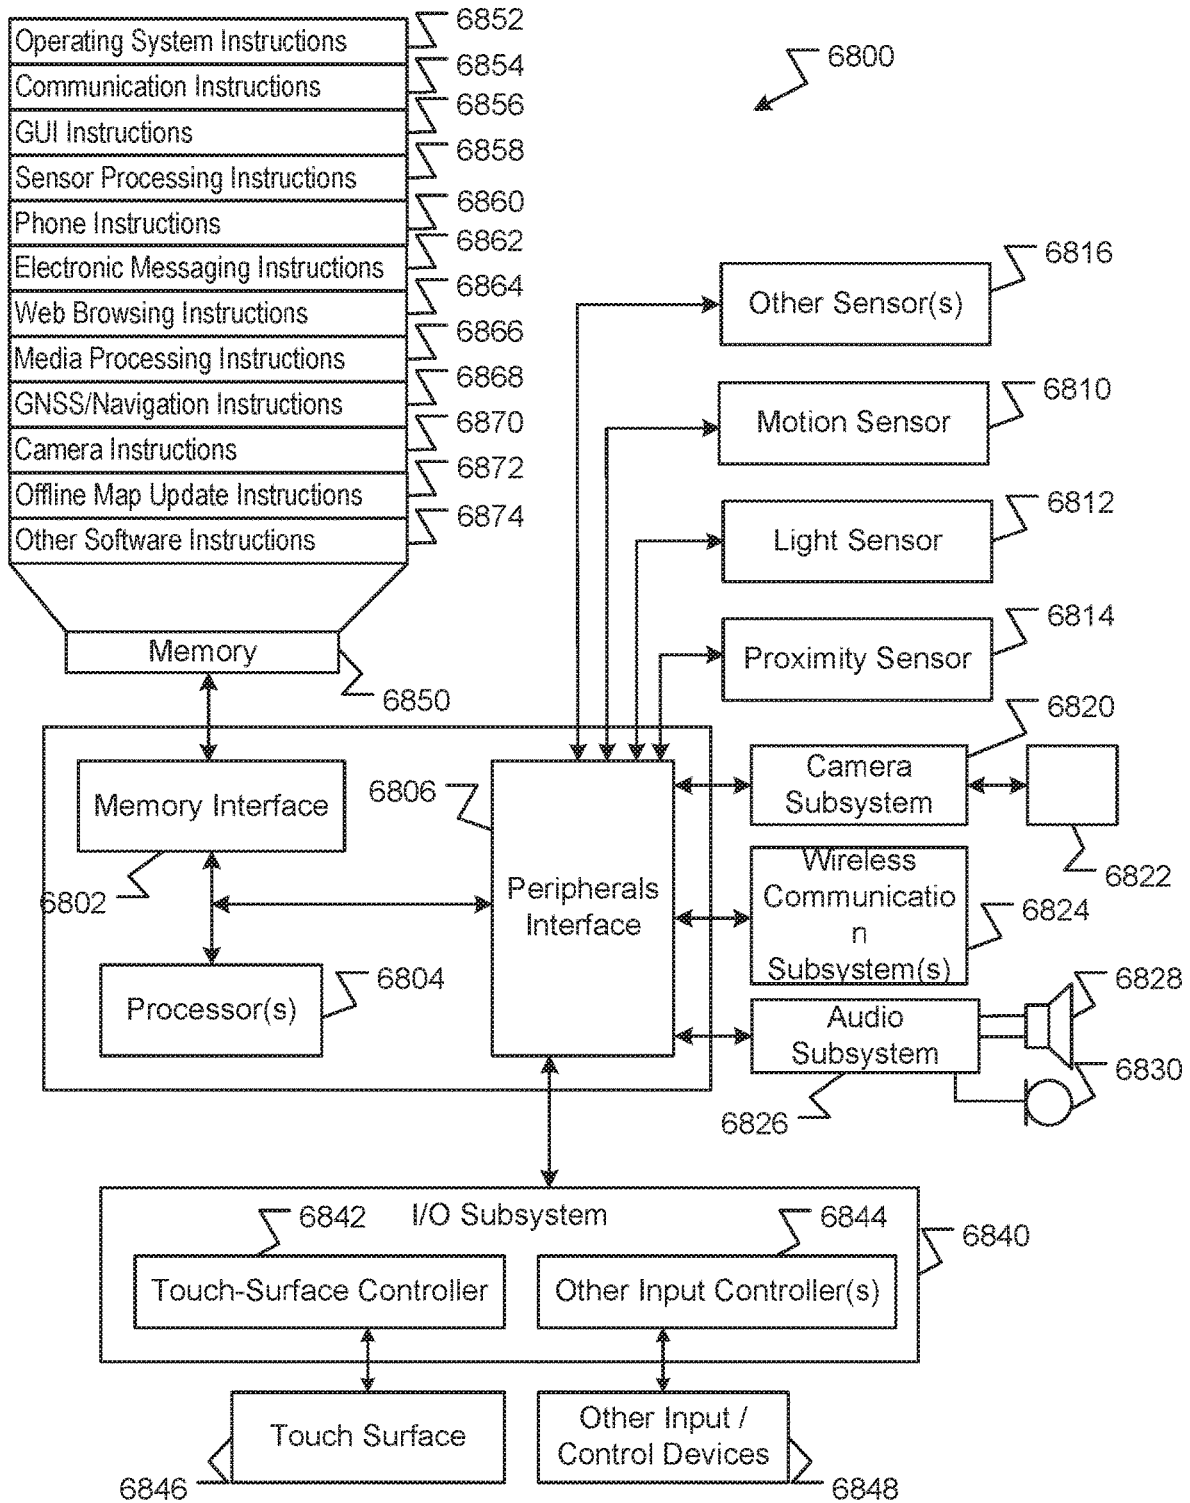 6852
Operating System Instructions
6854
Communication Instructions
6856
GUI Instructions
6858
Sensor Processing Instructions
6860
Phone Instructions
6862
Electronic Messaging Instructions
6864
Web Browsing Instructions
6866
Media Processing Instructions
6868
GNSS/Navigation Instructions
6870
Camera Instructions
6872
Offline Map Update Instructions
6874
Other Software Instructions
Memory
6850
6800
6816
Other Sensor(s)
6810
Motion Sensor
6812
Light Sensor
6814
Proximity Sensor
6820
Camera
Subsystem
6822
Memory Interface
6802
6806
Peripherals
Interface
Processor(s)
6804
Wireless
Communicatio
n
Subsystem(s)
6824
Audio
Subsystem
6828
6830
6826
I/O Subsystem
6842
6844
6840
Touch-Surface Controller
Other Input Controller(s)
Touch Surface
Other Input /
Control Devices
6846
6848